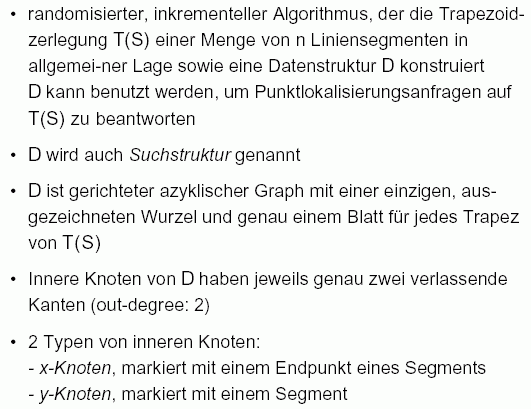 • randomisierter, inkrementeller Algorithmus, der die Trapezoid-
zerlegung T(S) einer Menge von n Liniensegmenten in
allgemei-ner Lage sowie eine Datenstruktur D konstruiert
D kann benutzt werden, um Punktlokalisierungsanfragen auf
T(S) zu beantworten
• D wird auch Suchstruktur genannt
• D ist gerichteter azyklischer Graph mit einer einzigen, aus-
gezeichneten Wurzel und genau einem Blatt für jedes Trapez
von T(S)
• Innere Knoten von D haben jeweils genau zwei verlassende
Kanten (out-degree: 2)
• 2 Typen von inneren Knoten:
- x-Knoten, markiert mit einem Endpunkt eines Segments
- y-Knoten, markiert mit einem Segment